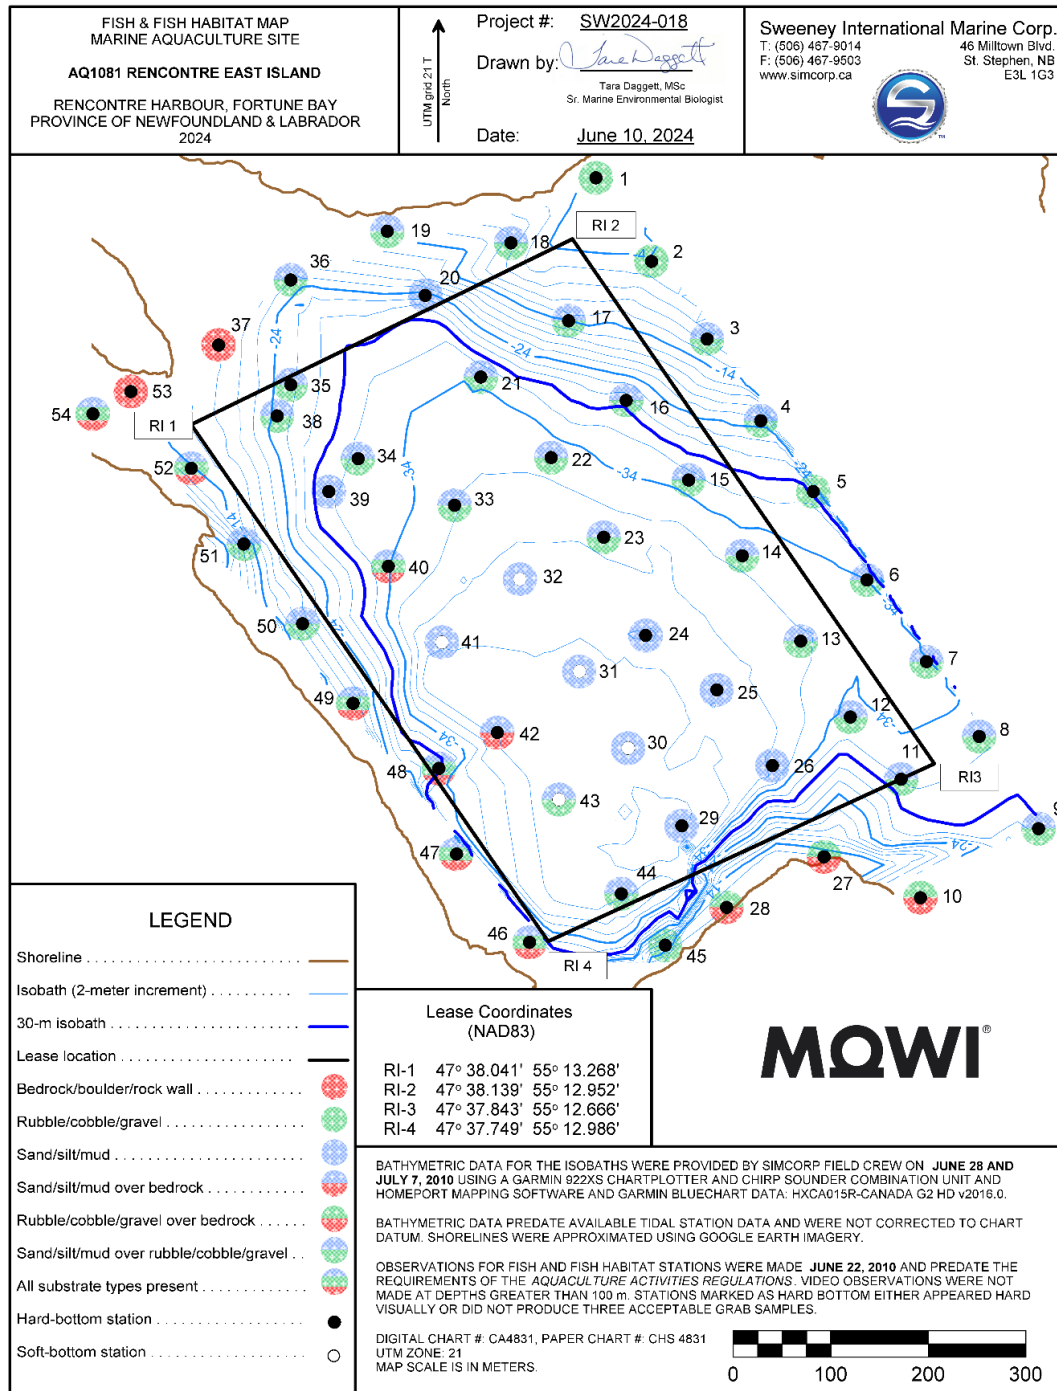 FISH & FISH HABITAT MAP
MARINE AQUACULTURE SITE
AQ1081 RENCONTRE EAST ISLAND
RENCONTRE HARBOUR, FORTUNE BAY
PROVINCE OF NEWFOUNDLAND & LABRADOR
2024
UTM grid 21 T
North
Project #: SW2024-018
Drawn by: Tara Daggett
Tara Daggett, MSc
Sr. Marine Environmental Biologist
Date: June 10, 2024
Sweeney International Marine Corp.
T: (506) 467-9014 46 Milltown Blvd.
F: (506) 467-9503 St. Stephen, NB
www.simcorp.ca E3L 1G3
S
1
RI 2
19
18
2
-4
36
20
17
3
37
-24
-24
-14
53
35
21
16
4
54
RI 1
38
-24
34
22
-34
15
5
52
39
-34
33
-14
23
14
51
40
32
6
-34
50
-24
41
24
13
31
7
49
25
12
-34
42
-34
30
8
48
26
11
RI3
43
29
9
-24
47
-34
27
44
-14
28
10
46
45
RI 4
LEGEND
Shoreline . . . . . . . . . . . . . . . . . . . . . .
Isobath (2-meter increment) . . . . . . . . . .
30-m isobath . . . . . . . . . . . . . . . . . . .
Lease location . . . . . . . . . . . . . . . . . .
Bedrock/boulder/rock wall . . . . . . . . . . .
Rubble/cobble/gravel . . . . . . . . . . . . . .
Sand/silt/mud . . . . . . . . . . . . . . . . . .
Sand/silt/mud over bedrock . . . . . . . . .
Rubble/cobble/gravel over bedrock . . . . .
Sand/silt/mud over rubble/cobble/gravel . .
All substrate types present . . . . . . . . . .
Hard-bottom station . . . . . . . . . . . . . .
Soft-bottom station . . . . . . . . . . . . . . .
Lease Coordinates
(NAD83)
RI-1 47º 38.041' 55º 13.268'
RI-2 47º 38.139' 55º 12.952'
RI-3 47º 37.843' 55º 12.666'
RI-4 47º 37.749' 55º 12.986'
MOWI®
BATHYMETRIC DATA FOR THE ISOBATHS WERE PROVIDED BY SIMCORP FIELD CREW ON JUNE 28 AND
JULY 7, 2010 USING A GARMIN 922XS CHARTPLOTTER AND CHIRP SOUNDER COMBINATION UNIT AND
HOMEPORT MAPPING SOFTWARE AND GARMIN BLUECHART DATA: HXCA015R-CANADA G2 HD v2016.0.
BATHYMETRIC DATA PREDATE AVAILABLE TIDAL STATION DATA AND WERE NOT CORRECTED TO CHART
DATUM. SHORELINES WERE APPROXIMATED USING GOOGLE EARTH IMAGERY.
OBSERVATIONS FOR FISH AND FISH HABITAT STATIONS WERE MADE JUNE 22, 2010 AND PREDATE THE
REQUIREMENTS OF THE AQUACULTURE ACTIVITIES REGULATIONS. VIDEO OBSERVATIONS WERE NOT
MADE AT DEPTHS GREATER THAN 100 m. STATIONS MARKED AS HARD BOTTOM EITHER APPEARED HARD
VISUALLY OR DID NOT PRODUCE THREE ACCEPTABLE GRAB SAMPLES.
DIGITAL CHART #: CA4831, PAPER CHART #: CHS 4831
UTM ZONE: 21
MAP SCALE IS IN METERS.
0 100 200 300